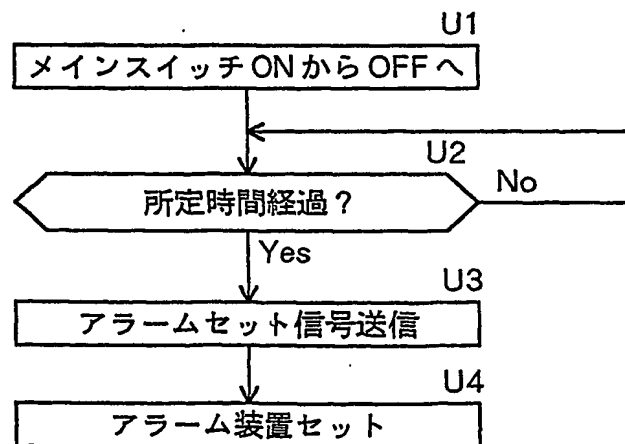 U1
メインスイッチONからOFFへ
U2
所定時間経過?
No
Yes
U3
アラームセット信号送信
U4
アラーム装置セット